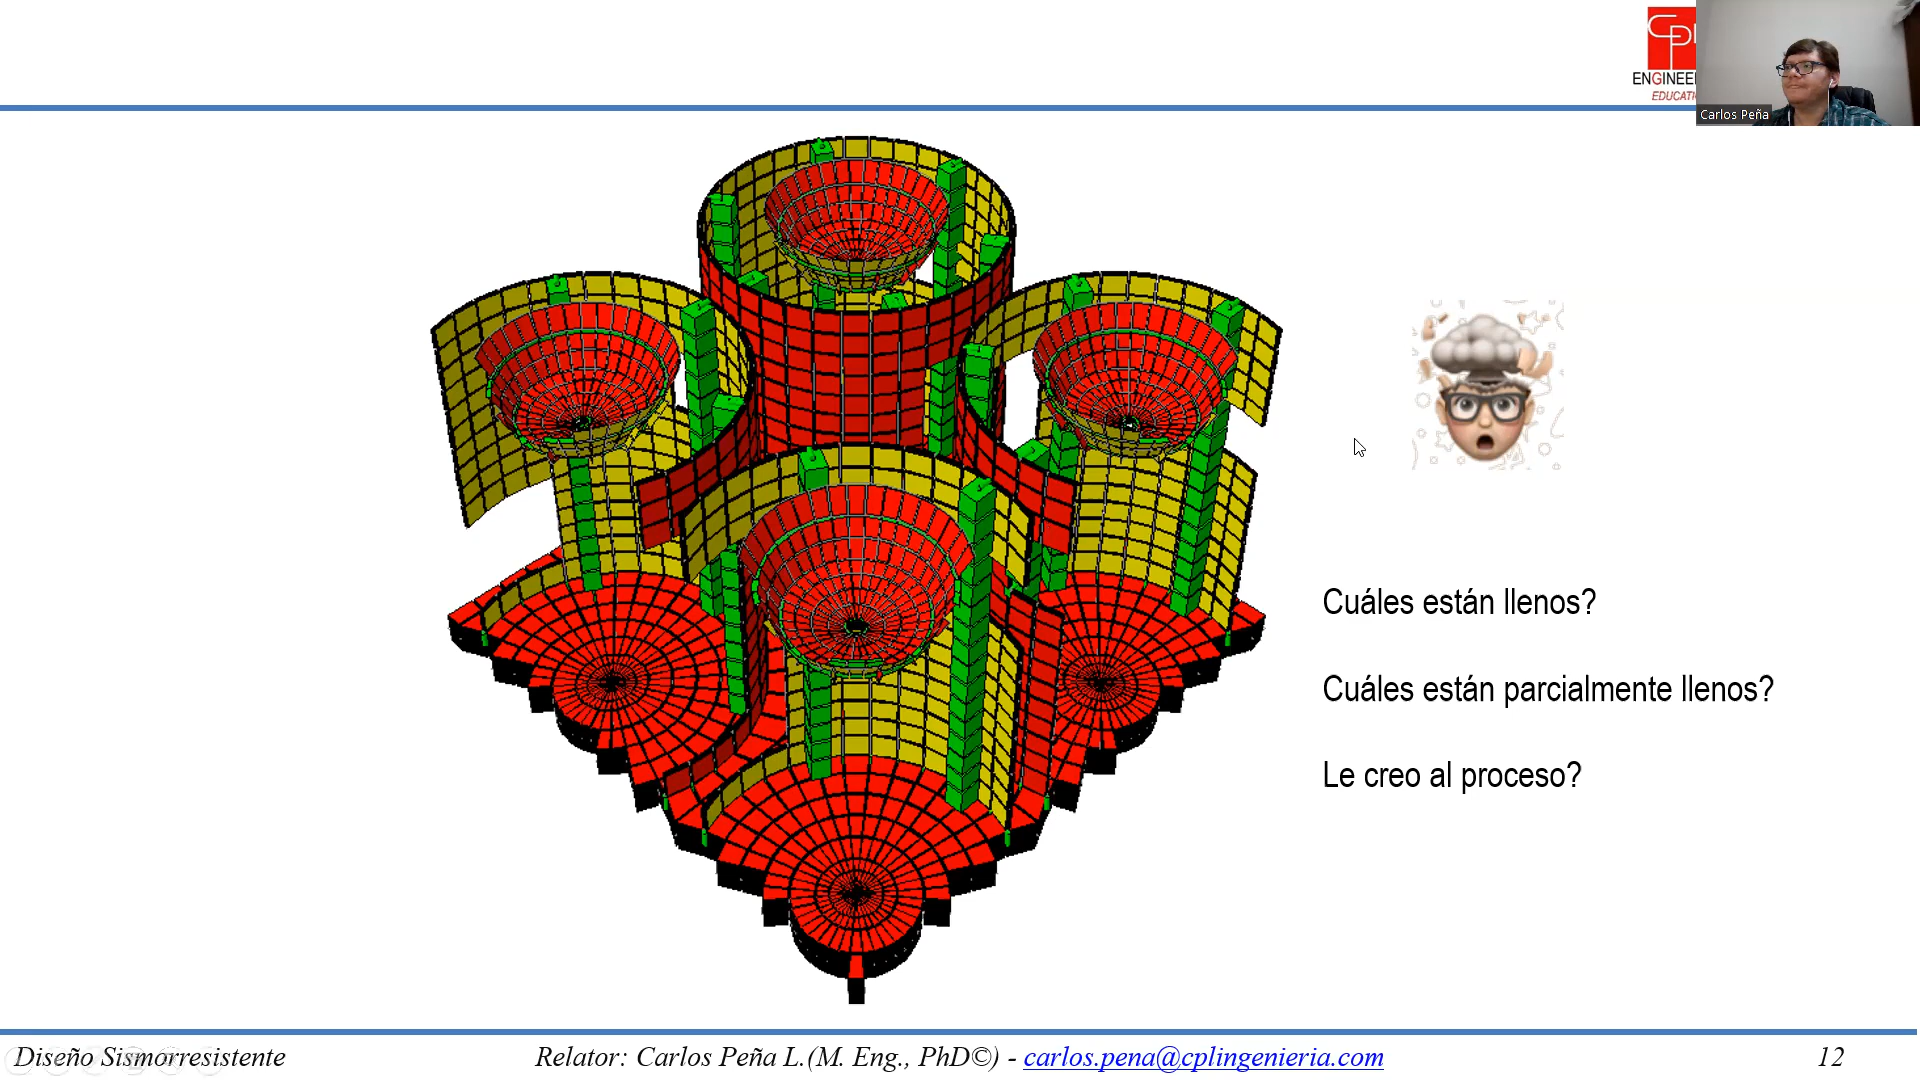 CP
ENGINEE
EDUCATI
Carlos Peña
Cuáles están llenos?
Cuáles están parcialmente llenos?
Le creo al proceso?
Diseño Sismorresistente
Relator: Carlos Peña L.(M. Eng., PhD©) - carlos.pena@cplingenieria.com
12